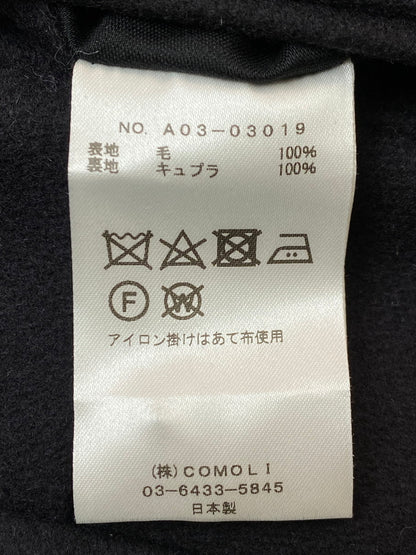 NO. A03-03019
表地 毛 100%
裏地 キュプラ 100%
F W
アイロン掛けはあて布使用
(株) COMOLI
03-6433-5845
日本製